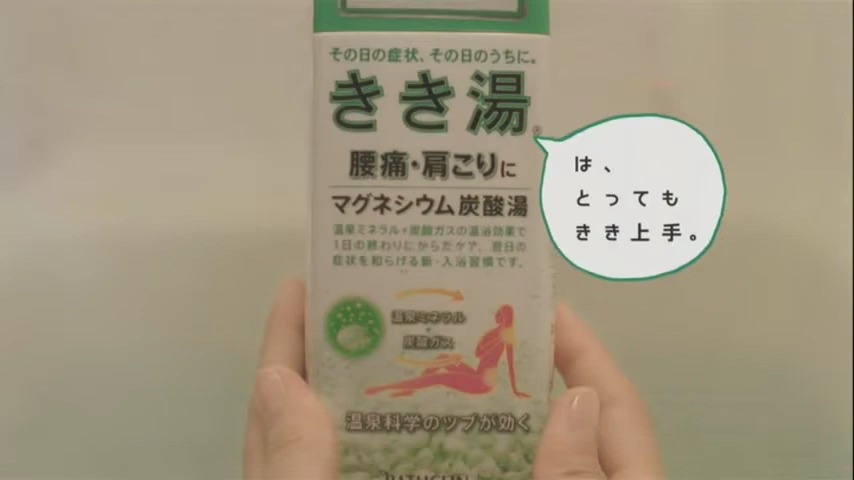 その日の症状、その日のうちに。
きき湯
®
腰痛・肩こりに
マグネシウム炭酸湯
温泉ミネラル+炭酸ガスの温浴効果で
1日の終わりにからだケア。翌日の
症状を和らげる新・入浴習慣です。
は、
とっても
きき上手。
温泉ミネラル
+
炭酸ガス
温泉科学のツブが効く
BATHCLIN